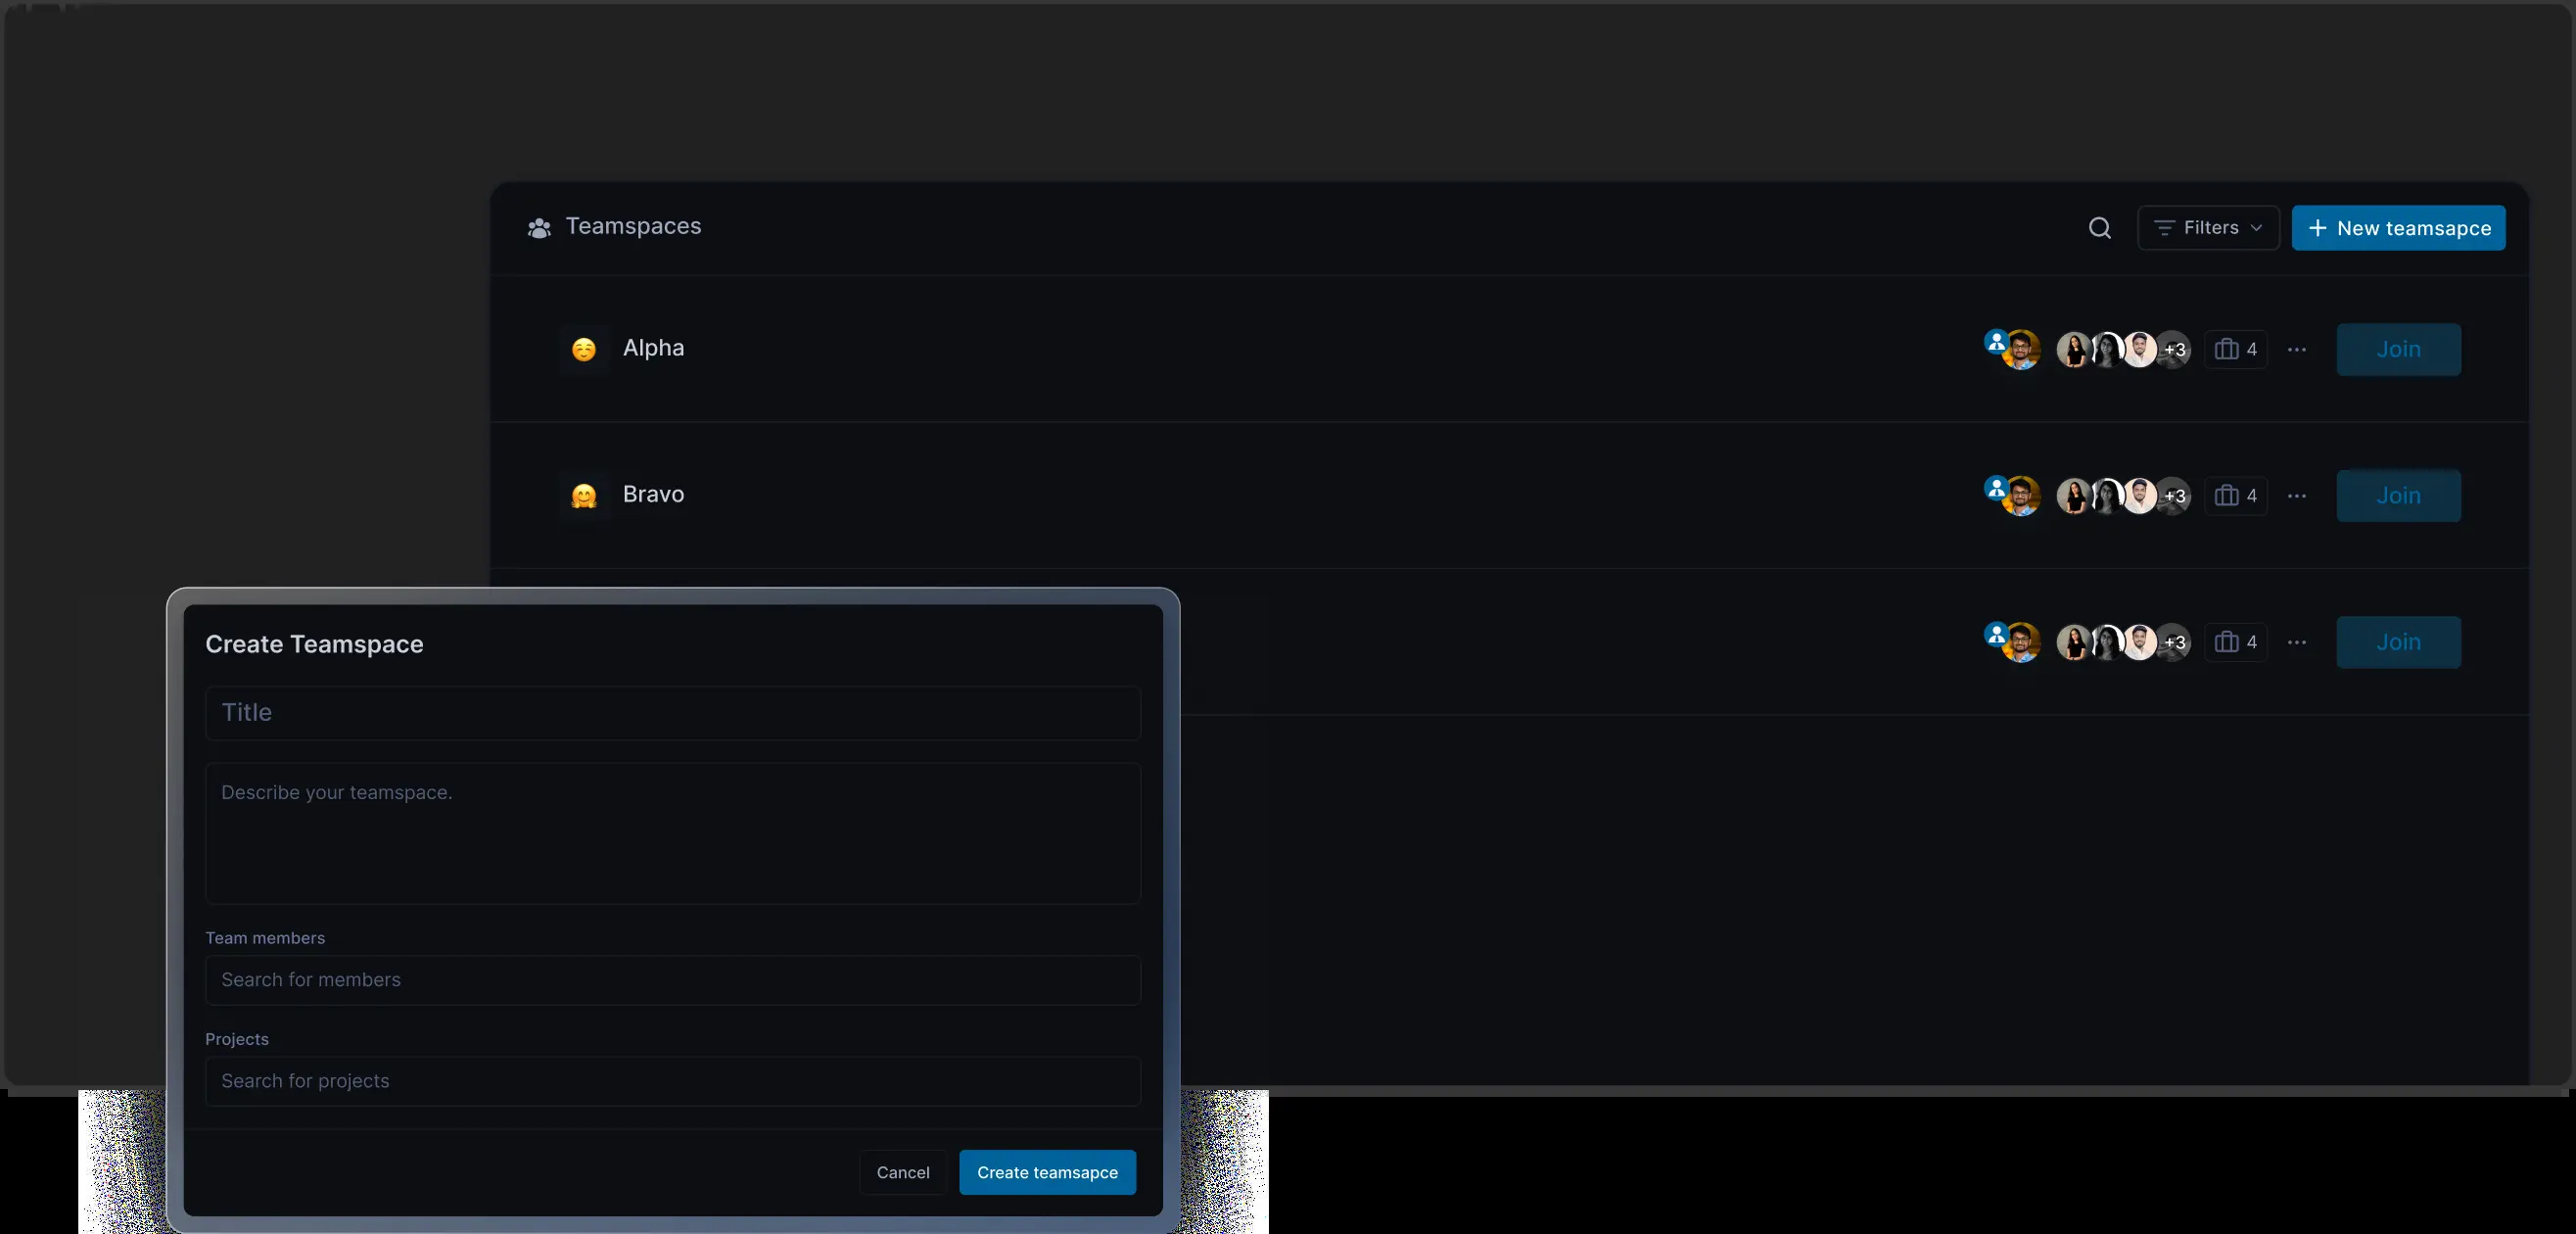 Teamspaces
Filters
New teamsapce
Alpha
+3
4
Join
Bravo
+3
4
Join
+3
4
Join
Create Teamspace
Title
Describe your teamspace.
Team members
Search for members
Projects
Search for projects
Cancel
Create teamsapce